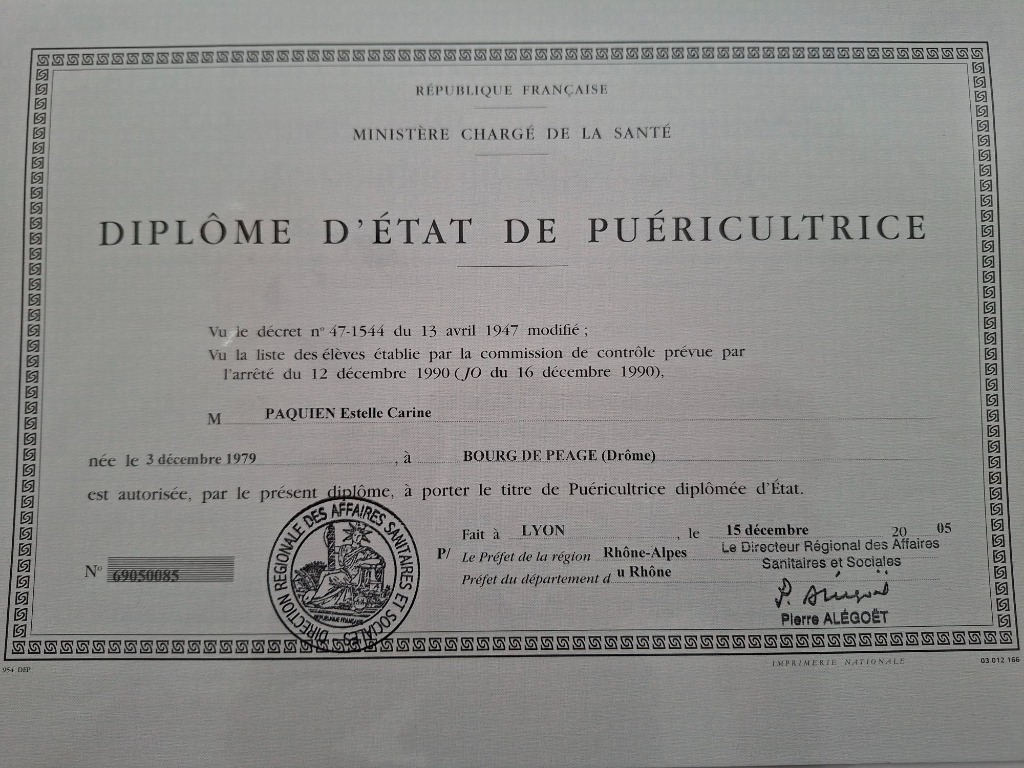 RÉPUBLIQUE FRANÇAISE
MINISTÈRE CHARGÉ DE LA SANTÉ
DIPLÔME D'ÉTAT DE PUÉRICULTRICE
Vu le décret n° 47-1544 du 13 avril 1947 modifié ;
Vu la liste des élèves établie par la commission de contrôle prévue par
l'arrêté du 12 décembre 1990 (JO du 16 décembre 1990),
M PAQUIEN Estelle Carine
née le 3 décembre 1979, à BOURG DE PEAGE (Drôme)
est autorisée, par le présent diplôme, à porter le titre de Puéricultrice diplômée d'État.
Fait à LYON, le 15 décembre 20 05
P/ Le Préfet de la région Rhône-Alpes
Préfet du département d u Rhône
Le Directeur Régional des Affaires
Sanitaires et Sociales
Pierre ALÉGOËT
N° 69050085
DIRECTION REGIONALE DES AFFAIRES SANITAIRES ET SOCIALES
REPUBLIQUE FRANÇAISE
954 DEP
IMPRIMERIE NATIONALE
03 012 166